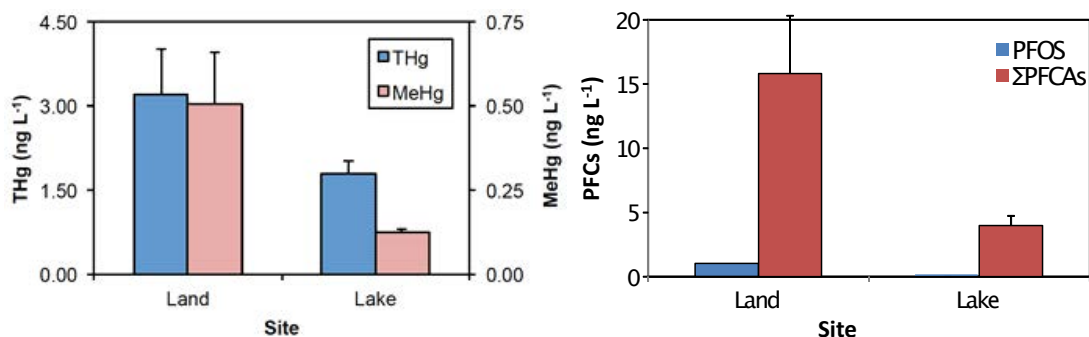 4.50
3.00
1.50
0.00
THg (ng L-1)
0.75
0.50
0.25
0.00
MeHg (ng L-1)
THg
MeHg
Land
Lake
Site
20
15
10
5
0
PFCs (ng L-1)
PFOS
ΣPFCAs
Land
Lake
Site